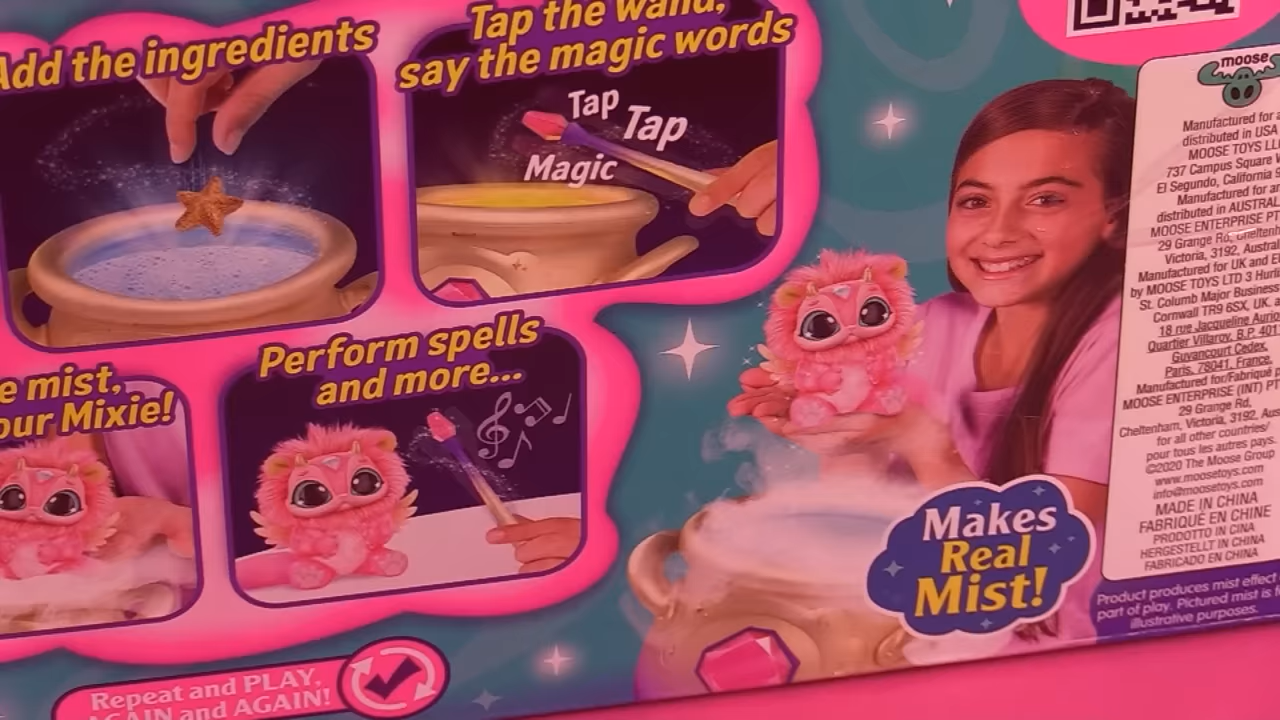 Add the ingredients
Tap the wand,
say the magic words
Tap
Tap
Magic
e mist,
our Mixie!
Perform spells
and more...
Repeat and PLAY,
AGAIN and AGAIN!
Makes
Real
Mist!
moose
Manufactured for a
distributed in USA
MOOSE TOYS LL
737 Campus Square W
El Segundo, California 9
Manufactured for an
distributed in AUSTRAL
MOOSE ENTERPRISE PT
29 Grange Rd, Cheltenh
Victoria, 3192, Austral
Manufactured for UK and E
by MOOSE TOYS LTD 3 Hurl
St. Columb Major Business
Cornwall TR9 6SX, UK.
18 rue Jacqueline Aurio
Quartier Villaroy, B.P. 401
Guyancourt Cedex,
Paris, 78041, France.
Manufactured for/Fabriqué p
MOOSE ENTERPRISE (INT) PT
29 Grange Rd,
Cheltenham, Victoria, 3192, Aus
for all other countries/
pour tous les autres pays.
©2020 The Moose Group
www.moosetoys.com
info@moosetoys.com
MADE IN CHINA
FABRIQUÉ EN CHINE
PRODOTTO IN CINA
HERGESTELLT IN CHINA
FABRICADO EN CHINA
Product produces mist effect
part of play. Pictured mist is f
illustrative purposes.